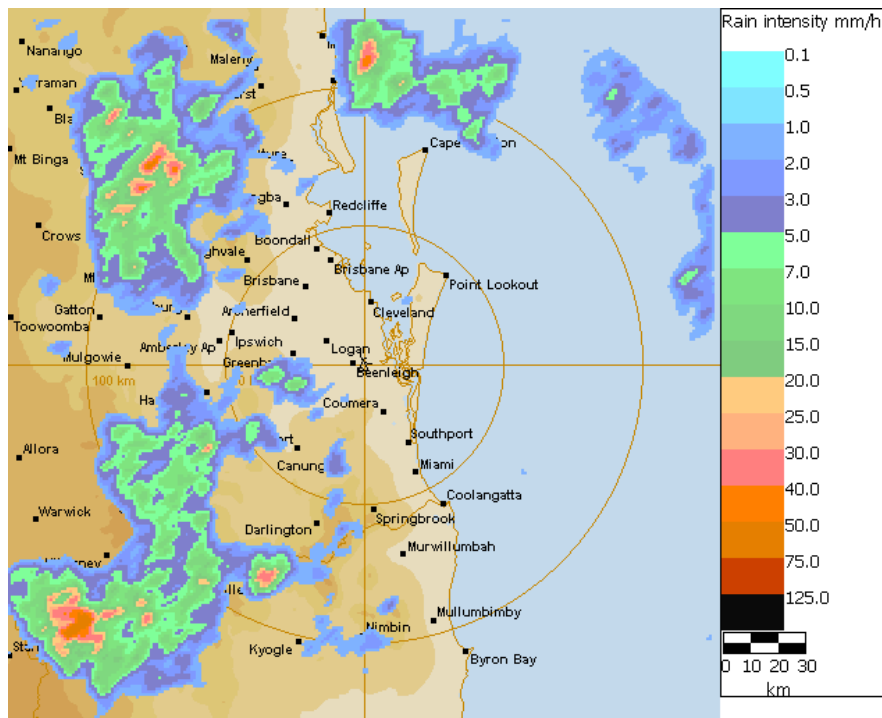 Rain intensity mm/h
0.1
0.5
1.0
2.0
3.0
5.0
7.0
10.0
15.0
20.0
25.0
30.0
40.0
50.0
75.0
125.0
0 10 20 30
km
Nanango
Mt Binga
Crows
Redcliffe
Boondall
Brisbane Ap
Point Lookout
Brisbane
Gatton
Toowoomba
Cleveland
Archerfield
Amberley Ap
Ipswich
Logan
Mulgowie
100 km
Beenleigh
Coomera
Southport
Allora
Miami
Coolangatta
Warwick
Darlington
Springbrook
Murwillumbah
Mullumbimby
Nimbin
Kyogle
Byron Bay